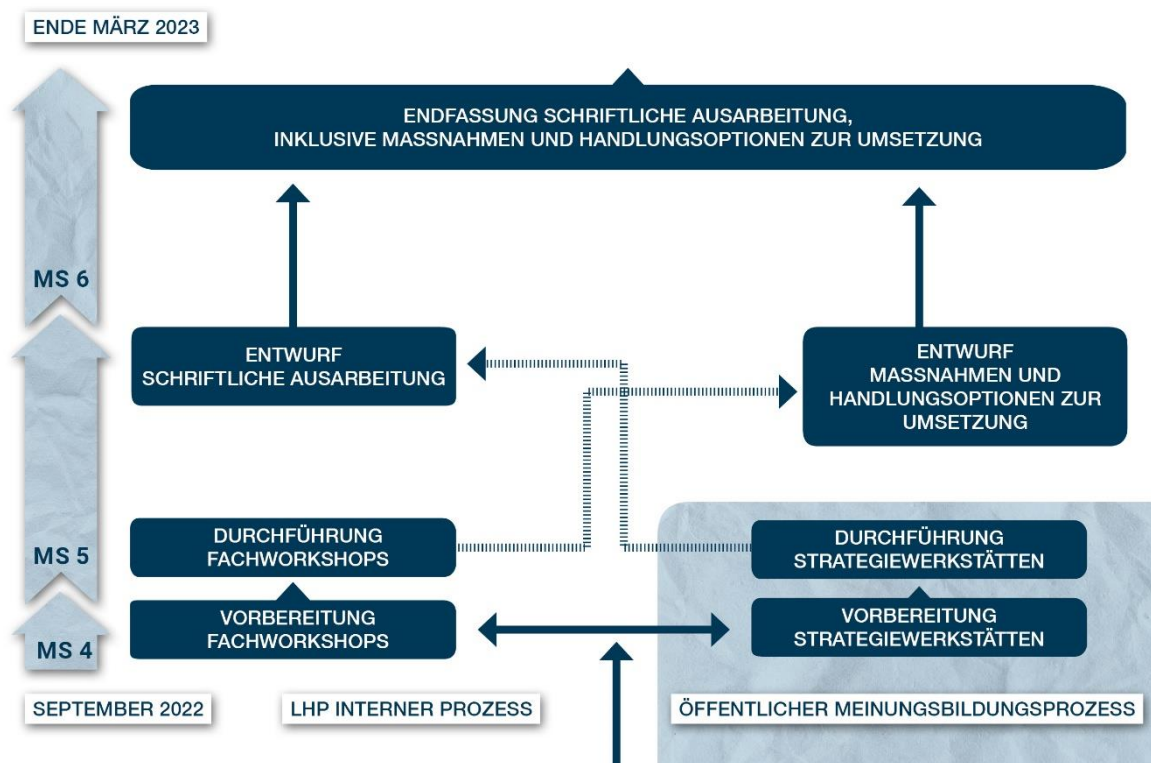 ENDE MÄRZ 2023
ENDFASSUNG SCHRIFTLICHE AUSARBEITUNG,
INKLUSIVE MASSNAHMEN UND HANDLUNGSOPTIONEN ZUR UMSETZUNG
MS 6
ENTWURF
SCHRIFTLICHE AUSARBEITUNG
ENTWURF
MASSNAHMEN UND
HANDLUNGSOPTIONEN ZUR
UMSETZUNG
MS 5
DURCHFÜHRUNG
FACHWORKSHOPS
DURCHFÜHRUNG
STRATEGIEWERKSTÄTTEN
MS 4
VORBEREITUNG
FACHWORKSHOPS
VORBEREITUNG
STRATEGIEWERKSTÄTTEN
SEPTEMBER 2022
LHP INTERNER PROZESS
ÖFFENTLICHER MEINUNGSBILDUNGSPROZESS